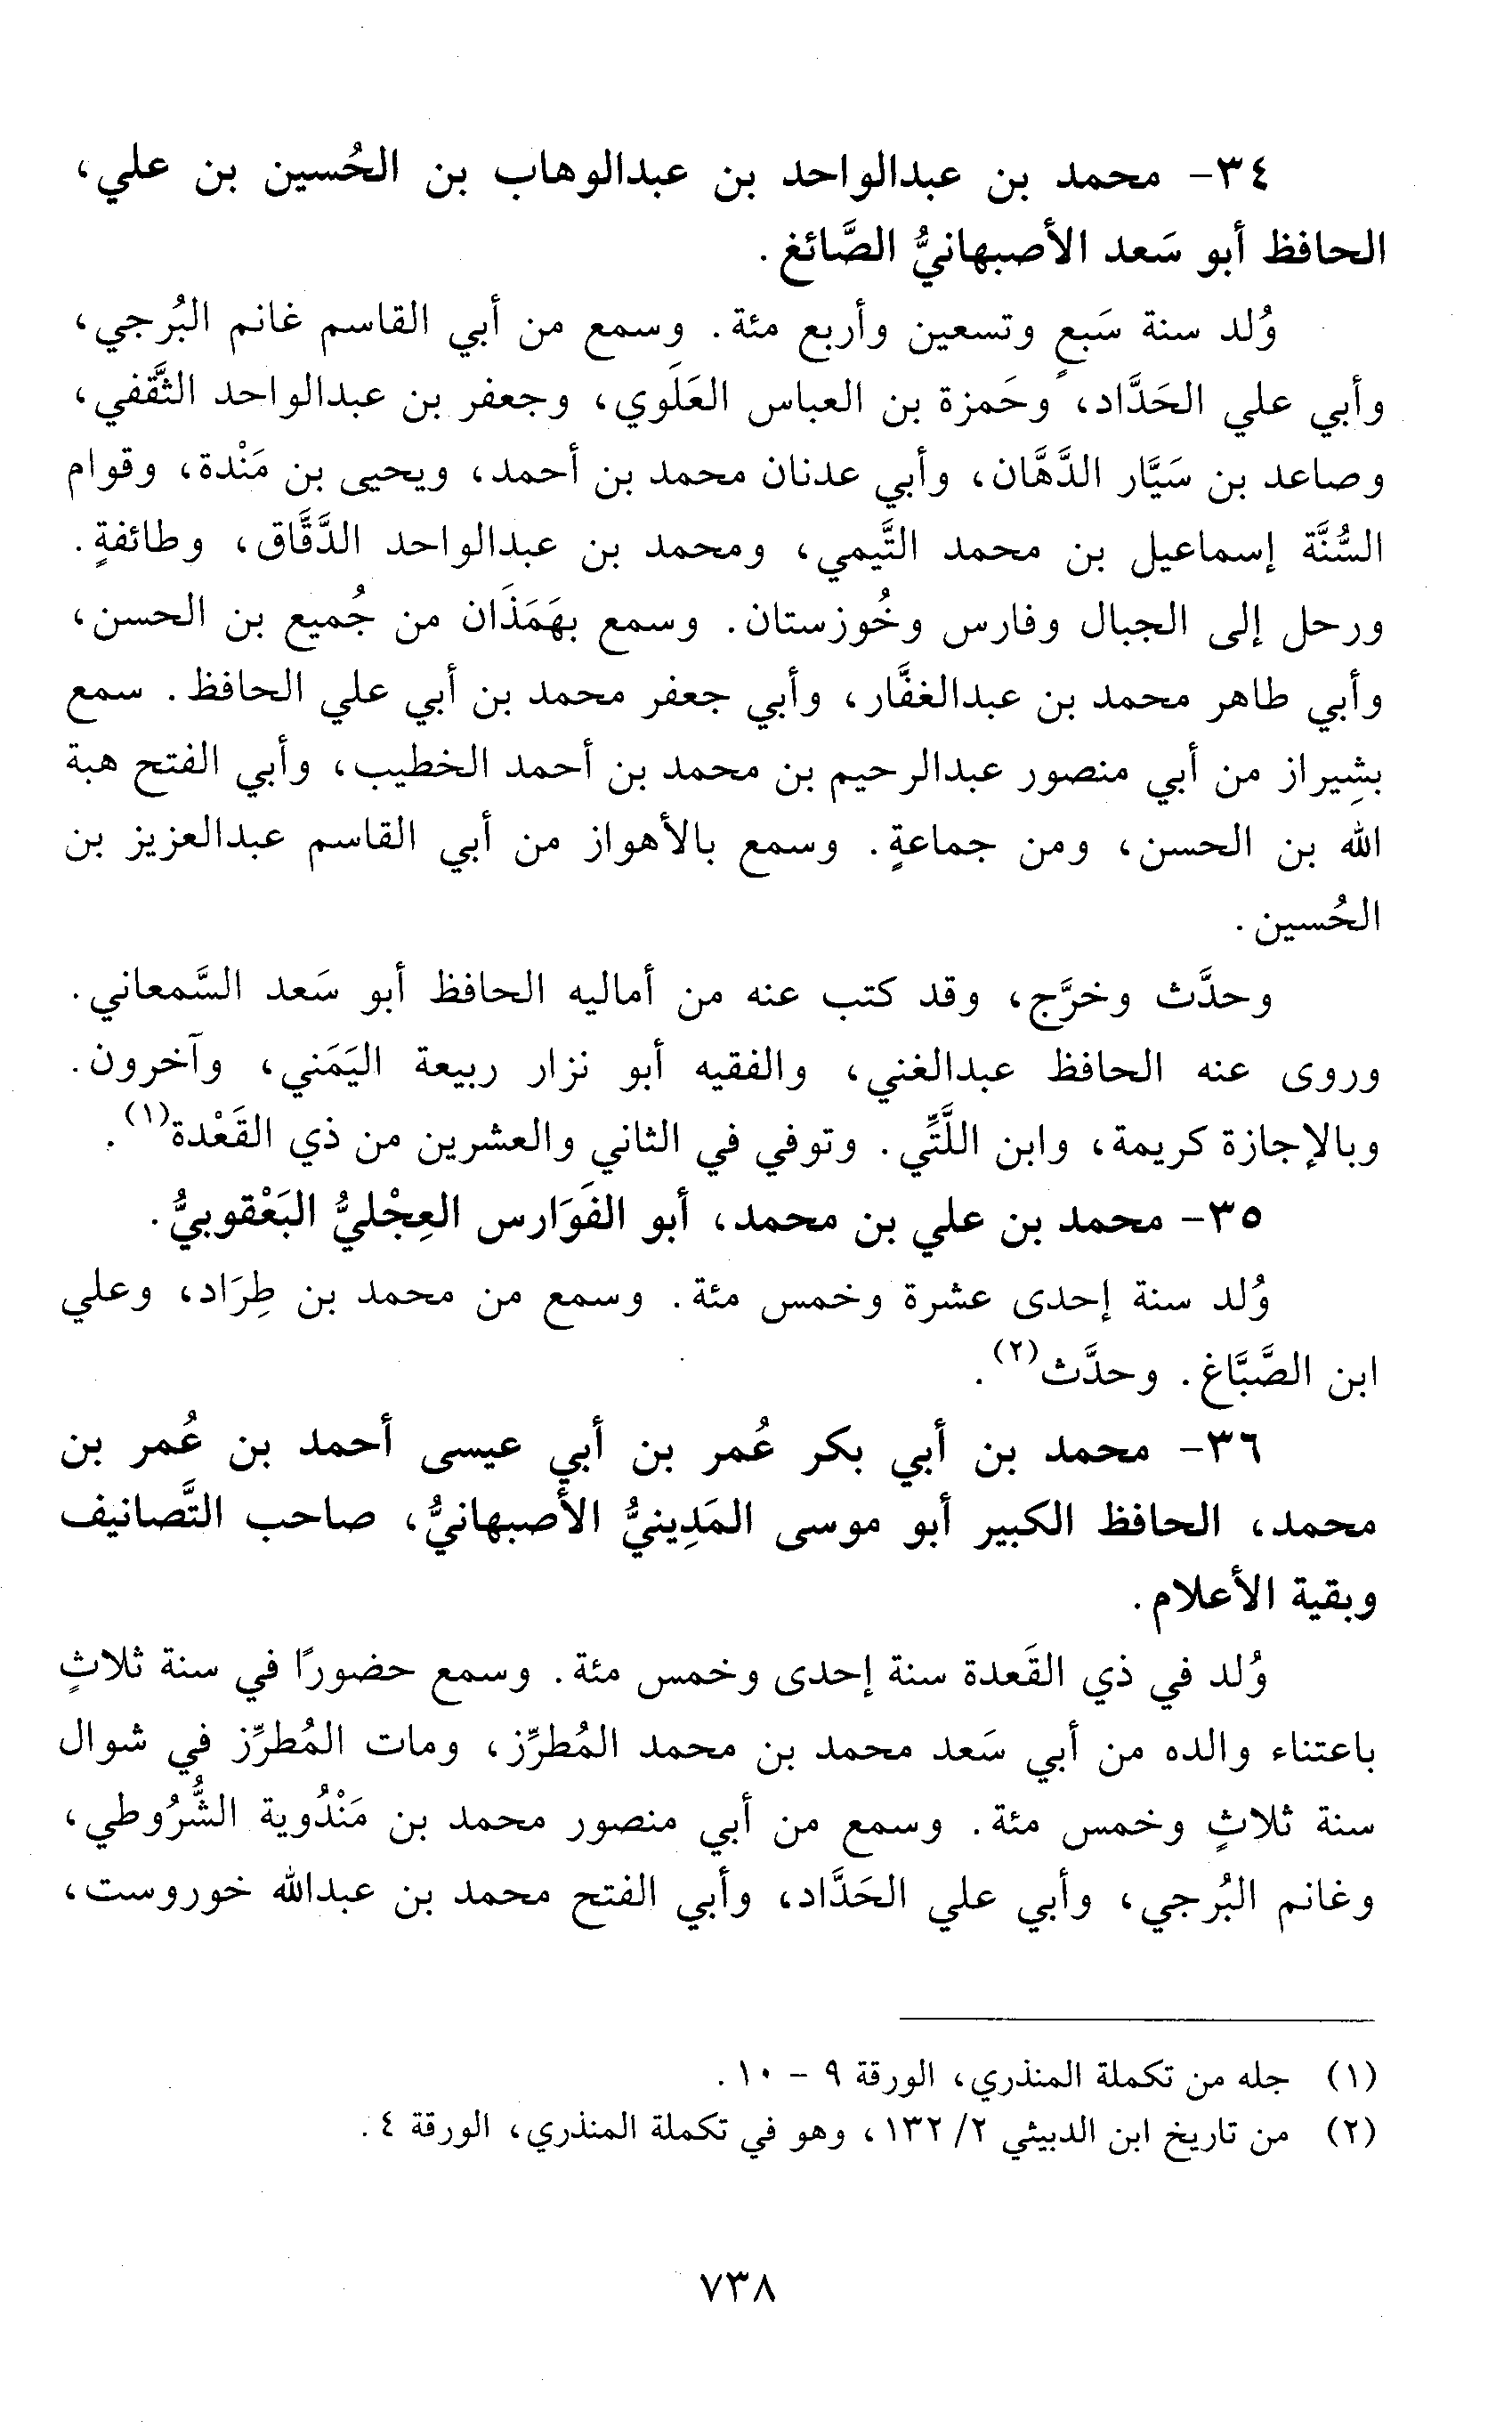 ٣٤- محمد بن عبدالواحد بن عبدالوهاب بن الحُسين بن علي،
الحافظ أبو سَعد الأصبهانيُّ الصَّائغ.
وُلد سنة سَبعٍ وتسعين وأربع مئة. وسمع من أبي القاسم غانم البُرجي،
وأبي علي الحَدَّاد، وحَمزة بن العباس العَلَوي، وجعفر بن عبدالواحد الثَّقفي،
وصاعد بن سَيَّار الدَّهَّان، وأبي عدنان محمد بن أحمد، ويحيى بن مَنْدة، وقوام
السُّنَّة إسماعيل بن محمد التَّيمي، ومحمد بن عبدالواحد الدَّقَّاق، وطائفةٍ.
ورحل إلى الجبال وفارس وخُوزستان. وسمع بهَمَذَان من جُميع بن الحسن،
وأبي طاهر محمد بن عبدالغفَّار، وأبي جعفر محمد بن أبي علي الحافظ. سمع
بشِيراز من أبي منصور عبدالرحيم بن محمد بن أحمد الخطيب، وأبي الفتح هبة
الله بن الحسن، ومن جماعةٍ. وسمع بالأهواز من أبي القاسم عبدالعزيز بن
الحُسين.
وحدَّث وخرَّج، وقد كتب عنه من أماليه الحافظ أبو سَعد السَّمعاني.
وروى عنه الحافظ عبدالغني، والفقيه أبو نزار ربيعة اليَمَني، وآخرون.
وبالإجازة كريمة، وابن اللَّتِّي. وتوفي في الثاني والعشرين من ذي القَعْدة(١).
٣٥- محمد بن علي بن محمد، أبو الفَوَارس العِجْليُّ البَعْقوبيُّ.
وُلد سنة إحدى عشرة وخمس مئة. وسمع من محمد بن طِرَاد، وعلي
ابن الصَّبَّاغ. وحدَّث(٢).
٣٦- محمد بن أبي بكر عُمر بن أبي عيسى أحمد بن عُمر بن
محمد، الحافظ الكبير أبو موسى المَدِينيُّ الأصبهانيُّ، صاحب التَّصانيف
وبقية الأعلام.
وُلد في ذي القَعدة سنة إحدى وخمس مئة. وسمع حضورًا في سنة ثلاثٍ
باعتناء والده من أبي سَعد محمد بن محمد المُطرِّز، ومات المُطرِّز في شوال
سنة ثلاثٍ وخمس مئة. وسمع من أبي منصور محمد بن مَنْدُوية الشُّرُوطي،
وغانم البُرجي، وأبي علي الحَدَّاد، وأبي الفتح محمد بن عبدالله خوروست،
(١) جله من تكملة المنذري، الورقة ٩ - ١٠.
(٢) من تاريخ ابن الدبيثي ٢/ ١٣٢، وهو في تكملة المنذري، الورقة ٤.
٧٣٨